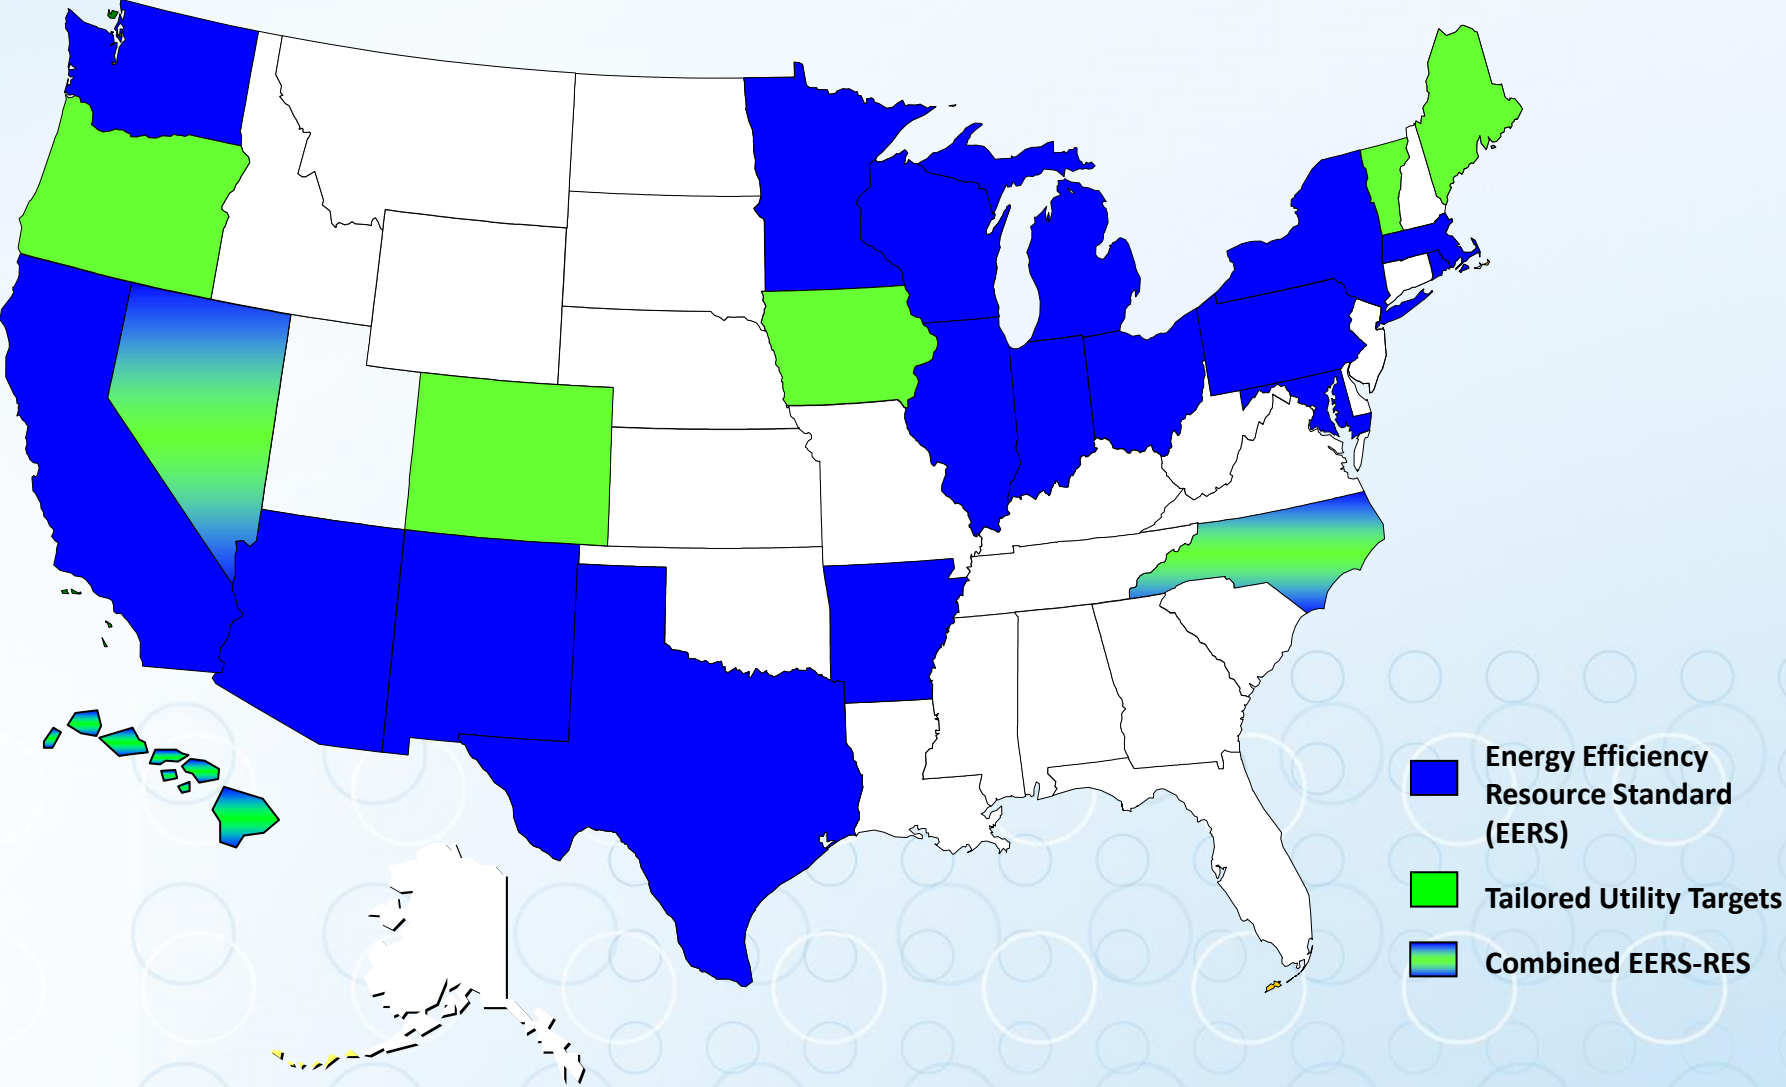 Energy Efficiency
Resource Standard
(EERS)
Tailored Utility Targets
Combined EERS-RES